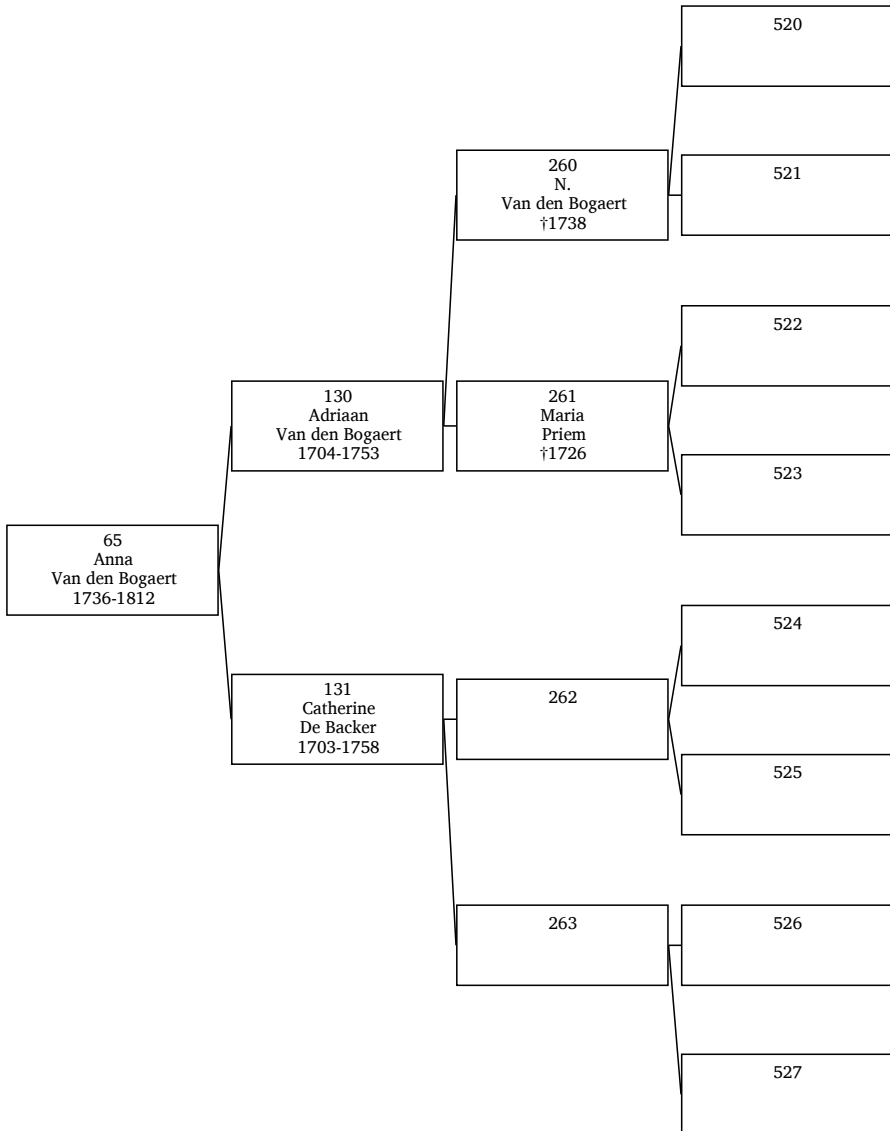 520
260
N.
Van den Bogaert
†1738
521
522
130
Adriaan
Van den Bogaert
1704-1753
261
Maria
Priem
†1726
523
65
Anna
Van den Bogaert
1736-1812
524
131
Catherine
De Backer
1703-1758
262
525
263
526
527